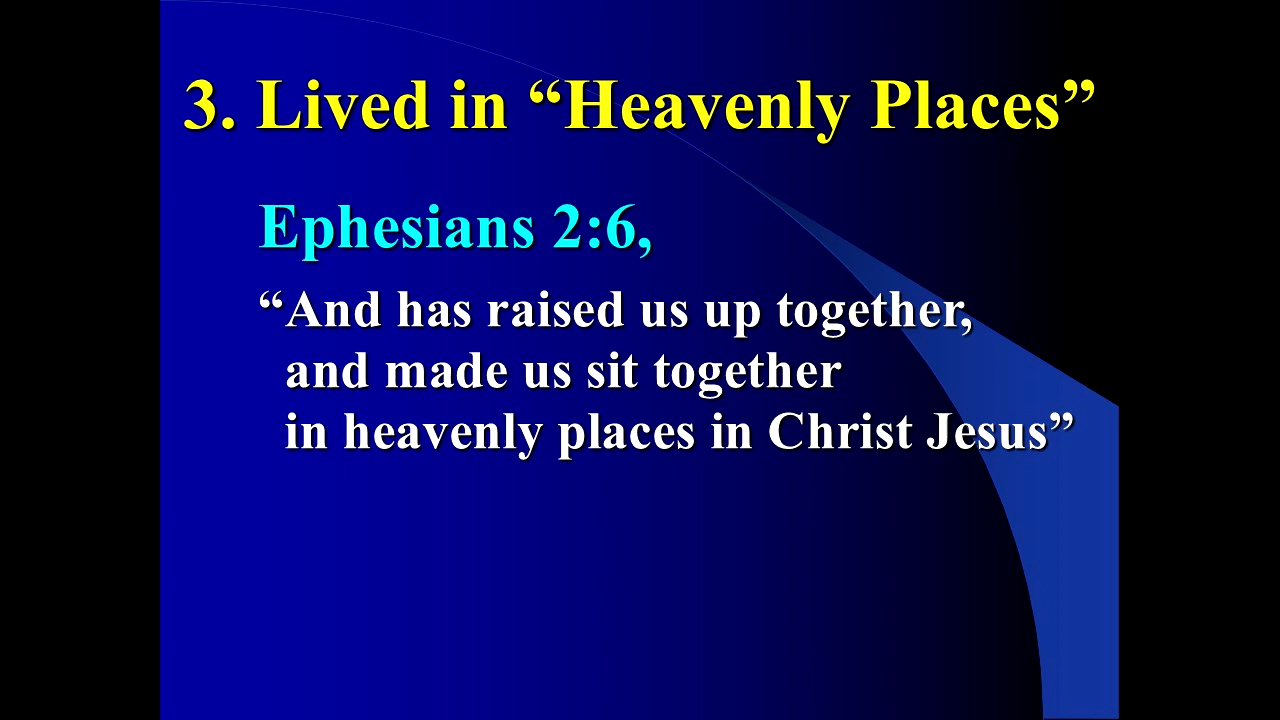 3. Lived in “Heavenly Places”
Ephesians 2:6,
“And has raised us up together,
and made us sit together
in heavenly places in Christ Jesus”